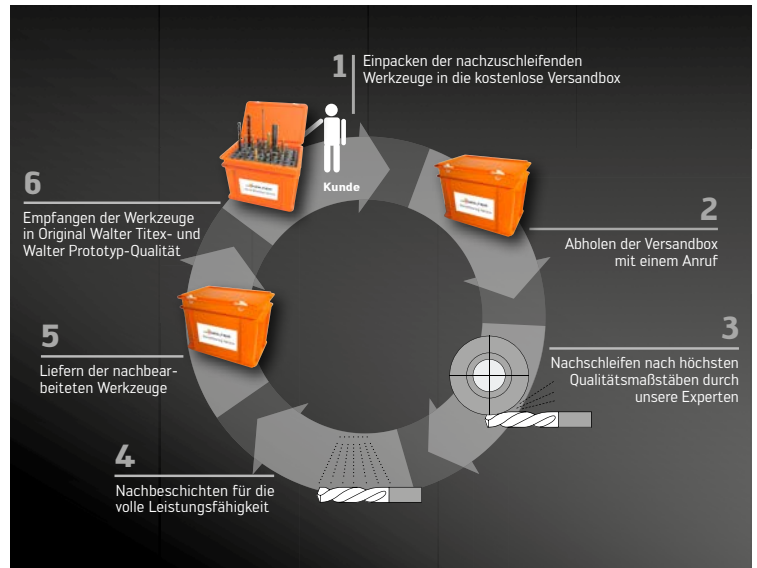 1
Einpacken der nachzuschleifenden
Werkzeuge in die kostenlose Versandbox
Kunde
2
Abholen der Versandbox
mit einem Anruf
3
Nachschleifen nach höchsten
Qualitätsmaßstäben durch
unsere Experten
4
Nachbeschichten für die
volle Leistungsfähigkeit
5
Liefern der nachbear-
beiteten Werkzeuge
6
Empfangen der Werkzeuge
in Original Walter Titex- und
Walter Prototyp-Qualität